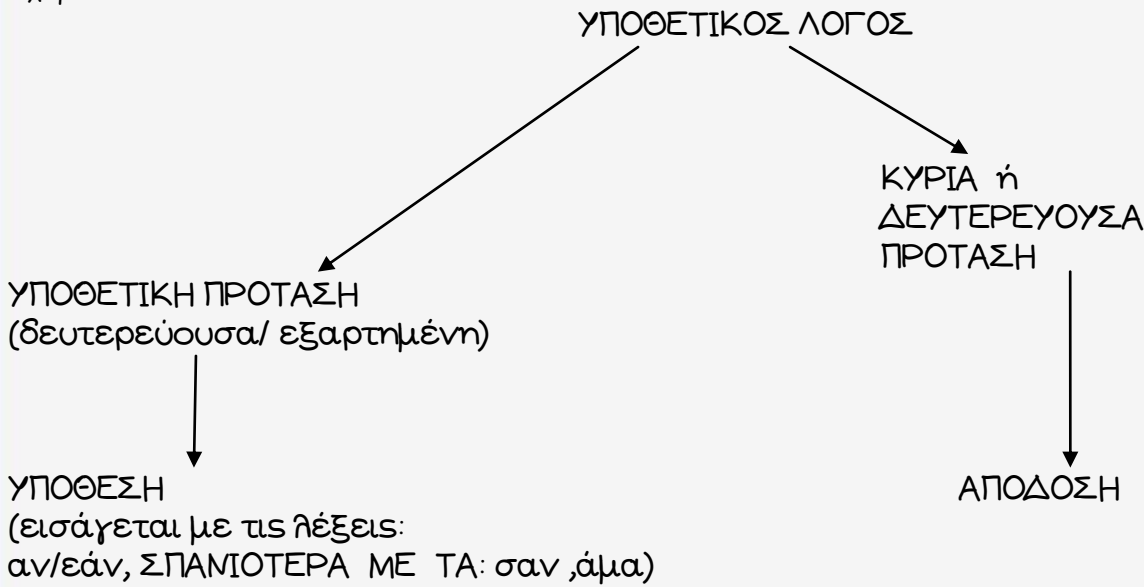 ΥΠΟΘΕΤΙΚΟΣ ΛΟΓΟΣ
ΚΥΡΙΑ ή
ΔΕΥΤΕΡΕΥΟΥΣΑ
ΠΡΟΤΑΣΗ
ΥΠΟΘΕΤΙΚΗ ΠΡΟΤΑΣΗ
(δευτερεύουσα/ εξαρτημένη)
ΥΠΟΘΕΣΗ
(εισάγεται με τις λέξεις:
αν/εάν, ΣΠΑΝΙΟΤΕΡΑ ΜΕ ΤΑ: σαν ,άμα)
ΑΠΟΔΟΣΗ